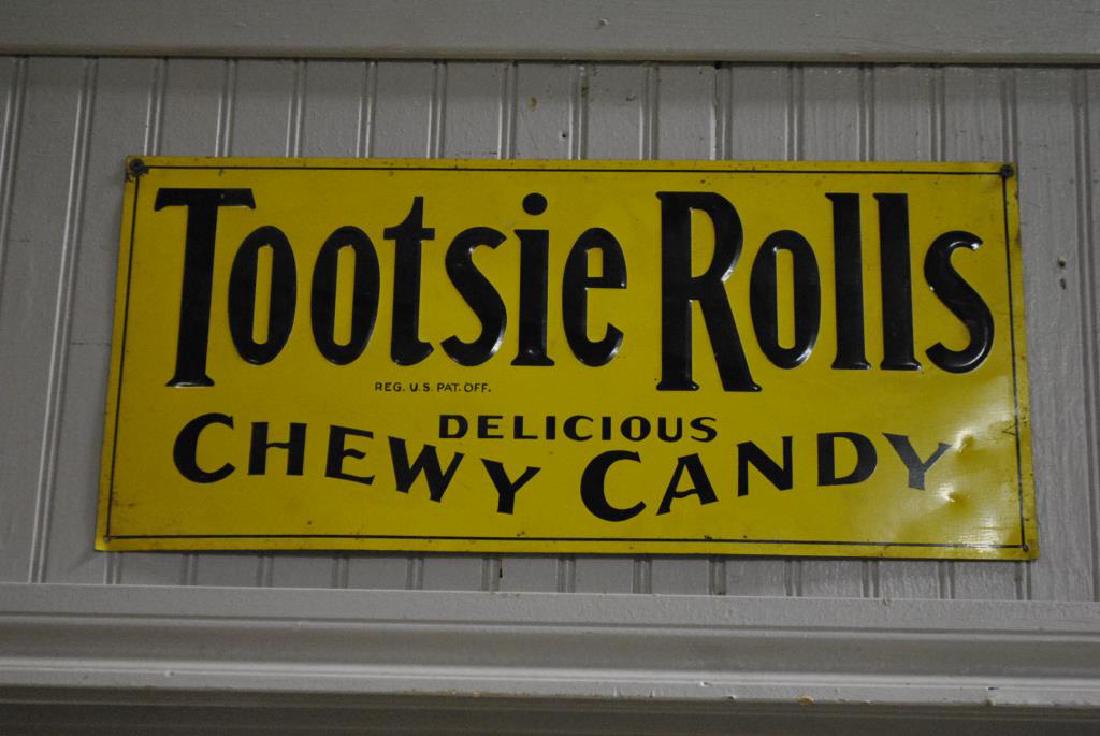 Tootsie Rolls
REG. U.S. PAT. OFF.
DELICIOUS
CHEWY CANDY